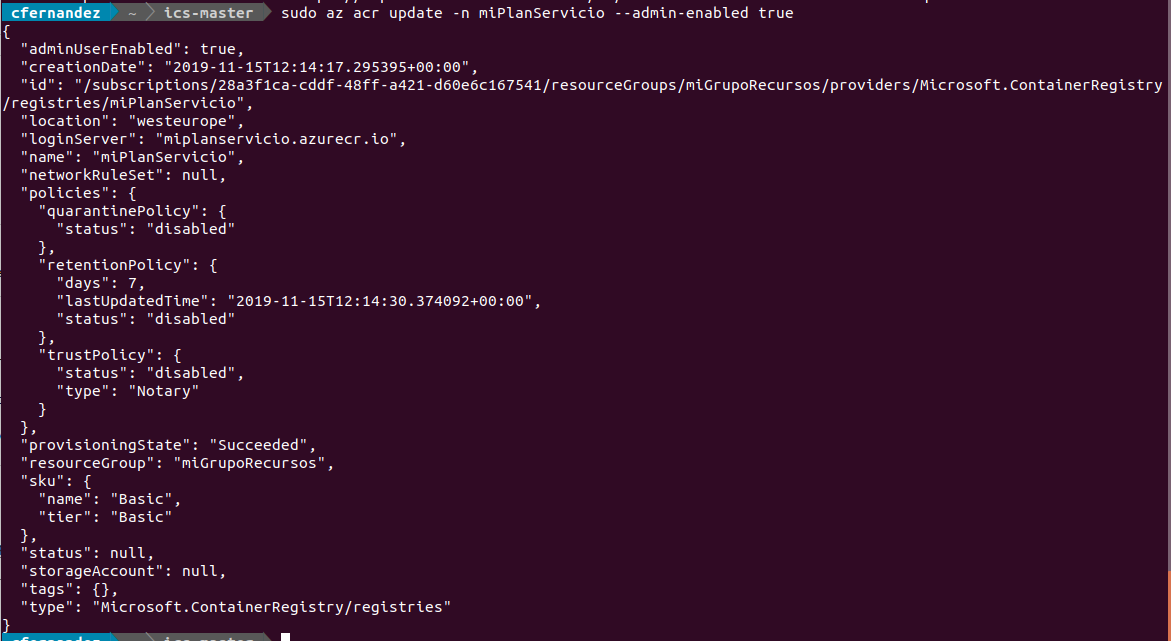 cfernandez ~ ics-master sudo az acr update -n miPlanServicio --admin-enabled true
{
  "adminUserEnabled": true,
  "creationDate": "2019-11-15T12:14:17.295395+00:00",
  "id": "/subscriptions/28a3f1ca-cddf-48ff-a421-d60e6c167541/resourceGroups/miGrupoRecursos/providers/Microsoft.ContainerRegistry
/registries/miPlanServicio",
  "location": "westeurope",
  "loginServer": "miplanservicio.azurecr.io",
  "name": "miPlanServicio",
  "networkRuleSet": null,
  "policies": {
    "quarantinePolicy": {
      "status": "disabled"
    },
    "retentionPolicy": {
      "days": 7,
      "lastUpdatedTime": "2019-11-15T12:14:30.374092+00:00",
      "status": "disabled"
    },
    "trustPolicy": {
      "status": "disabled",
      "type": "Notary"
    }
  },
  "provisioningState": "Succeeded",
  "resourceGroup": "miGrupoRecursos",
  "sku": {
    "name": "Basic",
    "tier": "Basic"
  },
  "status": null,
  "storageAccount": null,
  "tags": {},
  "type": "Microsoft.ContainerRegistry/registries"
}
cfernandez ~ ics-master